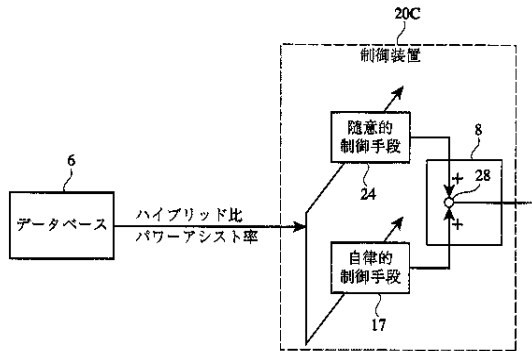 20C
制御装置
随意的
制御手段
24
8
28
+
+
6
データベース
ハイブリッド比
パワーアシスト率
自律的
制御手段
17